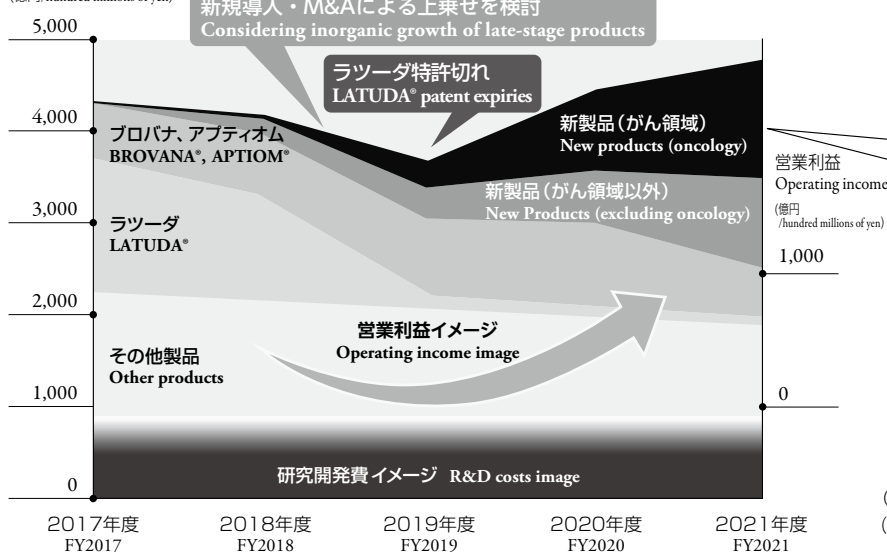 新規導入・M&Aによる上乗せを検討
Considering inorganic growth of late-stage products
5,000
ラツーダ特許切れ
LATUDA® patent expiries
4,000
ブロバナ、アプティオム
BROVANA®, APTIOM®
新製品（がん領域）
New products (oncology)
営業利益
Operating income
(億円
/hundred millions of yen)
新製品（がん領域以外）
New Products (excluding oncology)
3,000
ラツーダ
LATUDA®
1,000
2,000
営業利益イメージ
Operating income image
その他製品
Other products
1,000
0
研究開発費イメージ R&D costs image
0
2017年度
FY2017
2018年度
FY2018
2019年度
FY2019
2020年度
FY2020
2021年度
FY2021